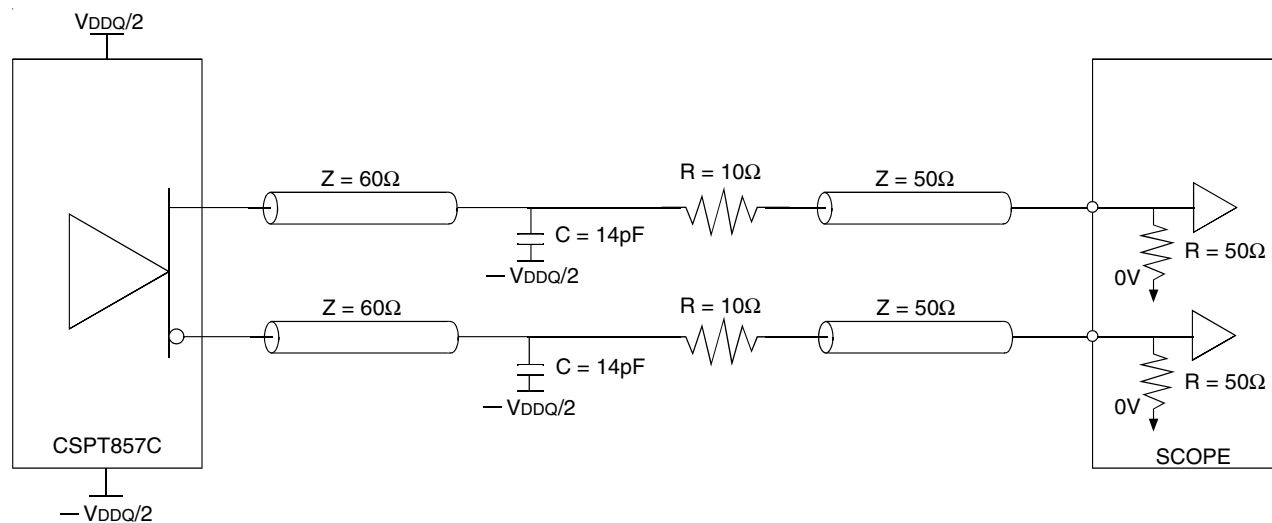 VDDQ/2
Z = 60Ω
R = 10Ω
Z = 50Ω
C = 14pF
R = 50Ω
– VDDQ/2
0V
Z = 60Ω
R = 10Ω
Z = 50Ω
C = 14pF
R = 50Ω
– VDDQ/2
0V
CSPT857C
SCOPE
– VDDQ/2